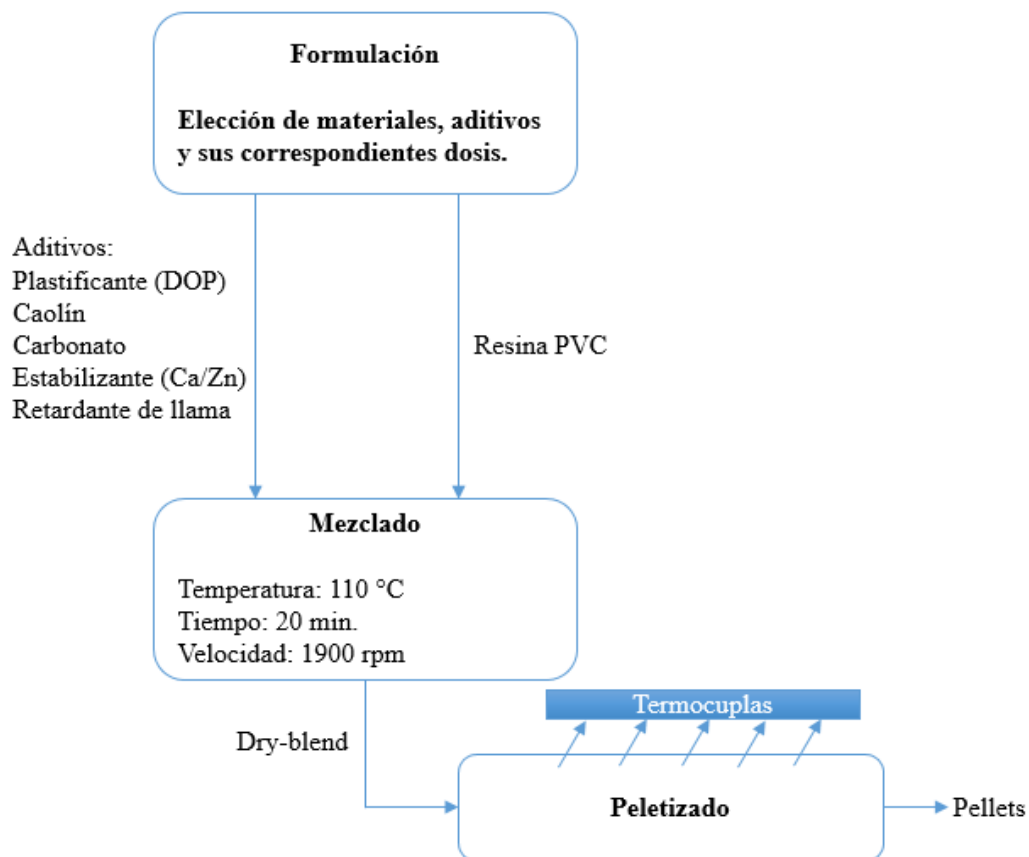 Formulación
Elección de materiales, aditivos
y sus correspondientes dosis.
Aditivos:
Plastificante (DOP)
Caolín
Carbonato
Estabilizante (Ca/Zn)
Retardante de llama
Resina PVC
Mezclado
Temperatura: 110 °C
Tiempo: 20 min.
Velocidad: 1900 rpm
Dry-blend
Termocuplas
Peletizado
Pellets